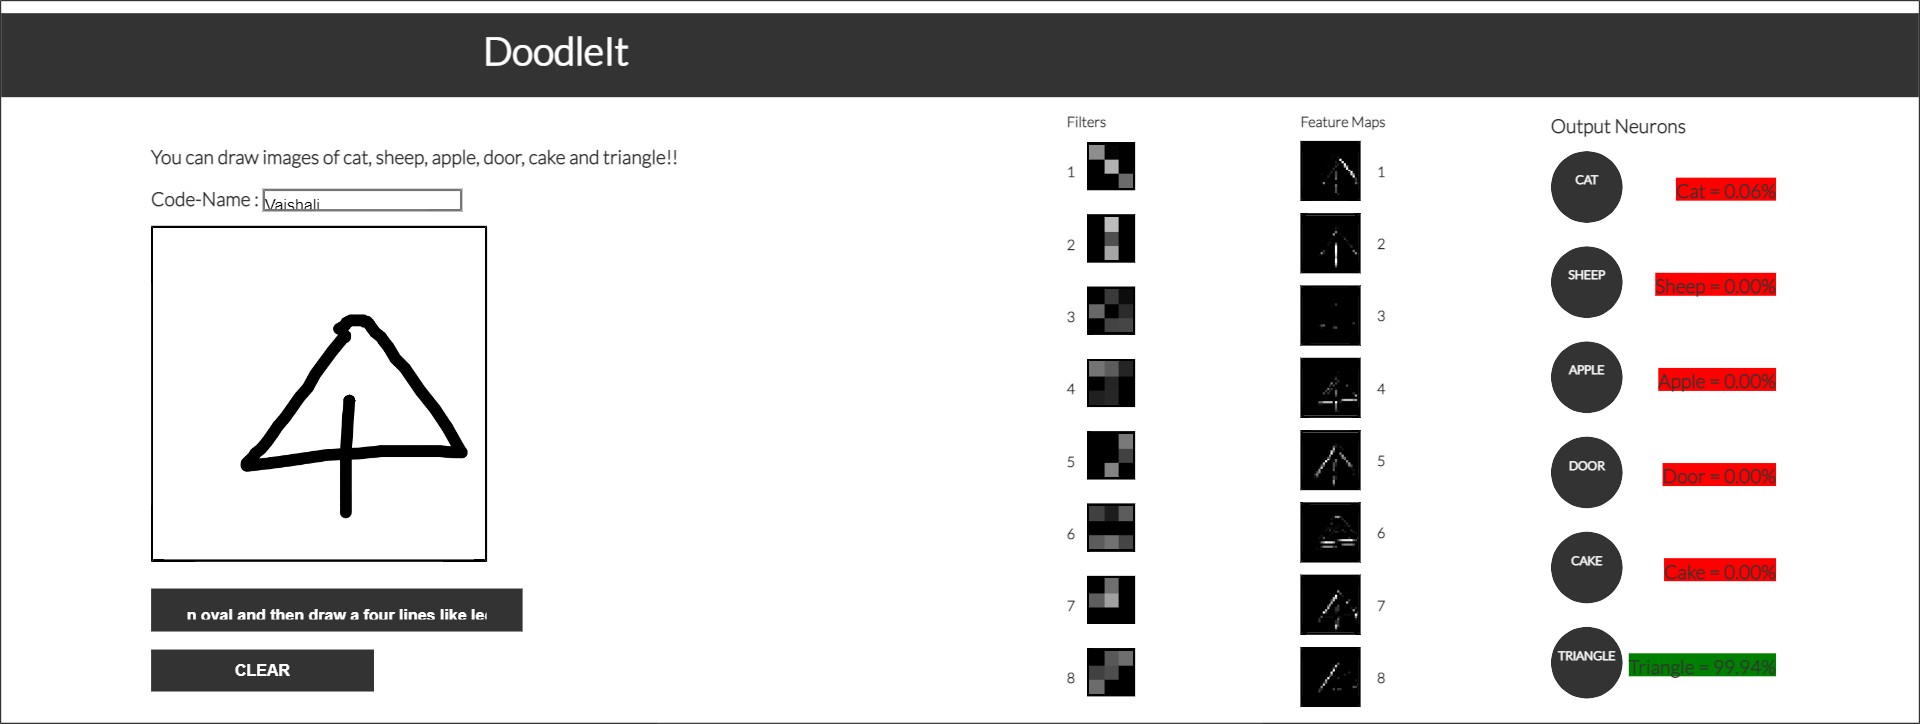 DoodleIt
You can draw images of cat, sheep, apple, door, cake and triangle!!
Code-Name : Vaishali
n oval and then draw a four lines like le
CLEAR
Filters
1
2
3
4
5
6
7
8
Feature Maps
1
2
3
4
5
6
7
8
Output Neurons
CAT
Cat = 0.06%
SHEEP
Sheep = 0.00%
APPLE
Apple = 0.00%
DOOR
Door = 0.00%
CAKE
Cake = 0.00%
TRIANGLE
Triangle = 99.94%